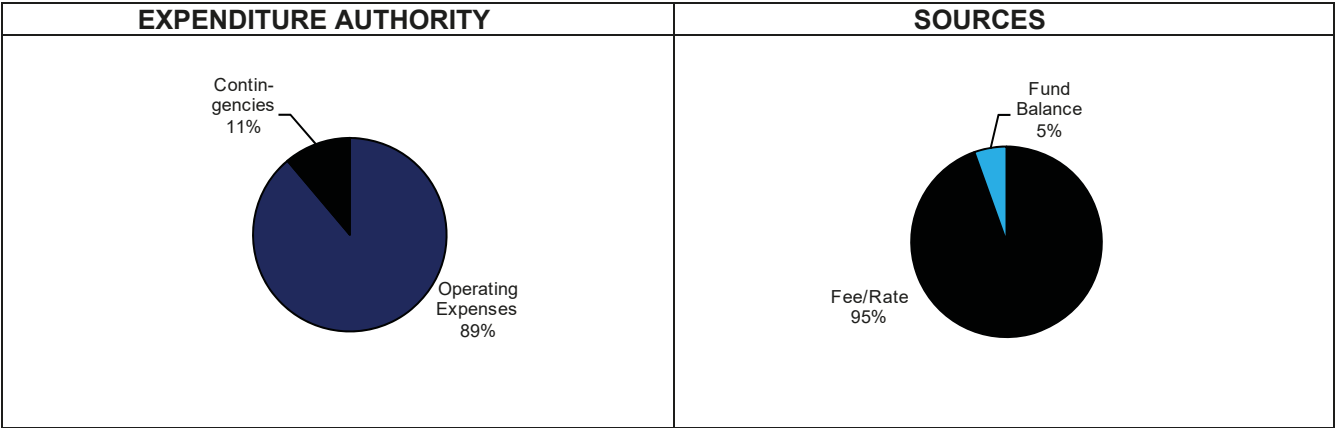 EXPENDITURE AUTHORITY
Contin-
gencies
11%
Operating
Expenses
89%
SOURCES
Fund
Balance
5%
Fee/Rate
95%